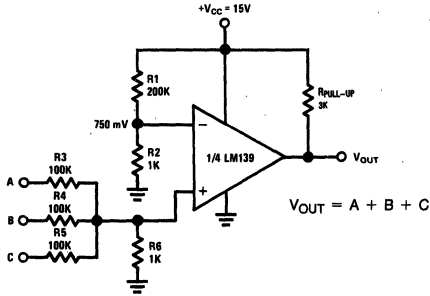 +VCC = 15V
R1
200K
RPULL-UP
3K
750 mV
−
R2
1K
1/4 LM139
VOUT
R3
100K
A
+
R4
100K
VOUT = A + B + C
B
R5
100K
R6
1K
C